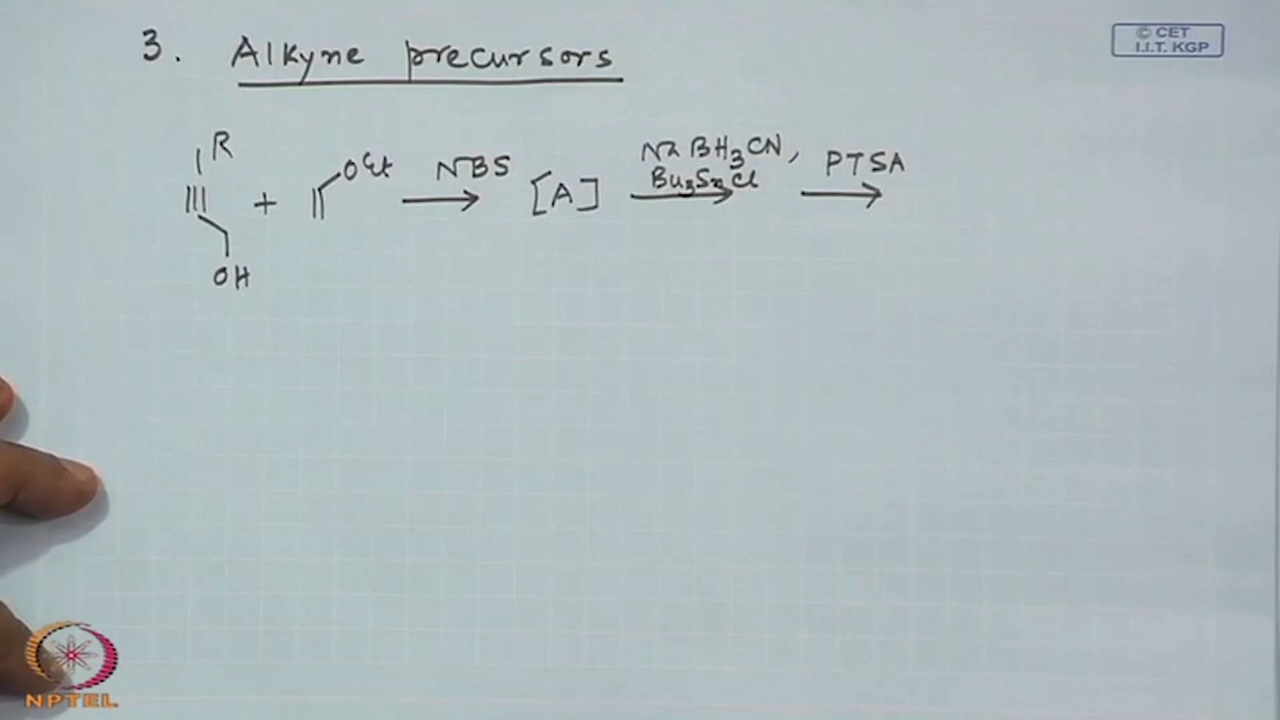 © CET
I.I.T. KGP
3. Alkyne precursors
R
OH
+
OEt
NBS
[A]
NaBH3CN,
Bu3SnCl
PTSA
NPTEL